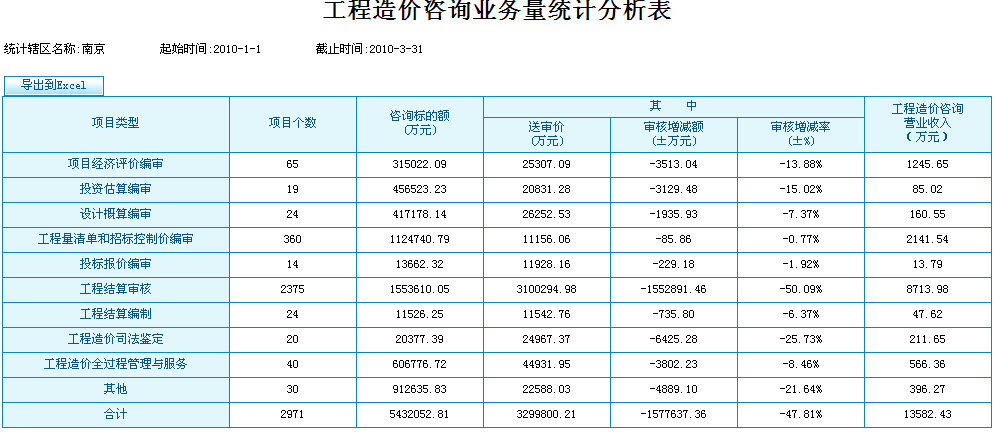 工程造价咨询业务量统计分析表
统计辖区名称:南京 起始时间:2010-1-1 截止时间:2010-3-31
导出到Excel
项目类型 项目个数 咨询标的额 (万元) 其 中 工程造价咨询 营业收入 (万元)
送审价 (万元) 审核增减额 (±万元) 审核增减率 (±%)
项目经济评价编审 65 315022.09 25307.09 -3513.04 -13.88% 1245.65
投资估算编审 19 456523.23 20831.28 -3129.48 -15.02% 85.02
设计概算编审 24 417178.14 26252.53 -1935.93 -7.37% 160.55
工程量清单和招标控制价编审 360 1124740.79 11156.06 -85.86 -0.77% 2141.54
投标报价编审 14 13662.32 11928.16 -229.18 -1.92% 13.79
工程结算审核 2375 1553610.05 3100294.98 -1552891.46 -50.09% 8713.98
工程结算编制 24 11526.25 11542.76 -735.80 -6.37% 47.62
工程造价司法鉴定 20 20377.39 24967.37 -6425.28 -25.73% 211.65
工程造价全过程管理与服务 40 606776.72 44931.95 -3802.23 -8.46% 566.36
其他 30 912635.83 22588.03 -4889.10 -21.64% 396.27
合计 2971 5432052.81 3299800.21 -1577637.36 -47.81% 13582.43